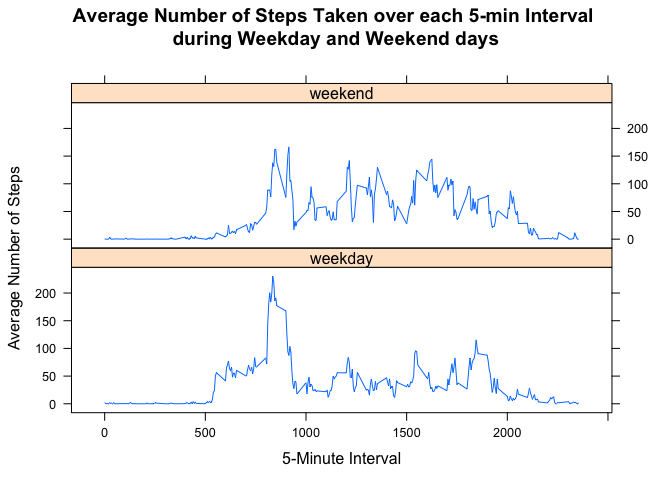 Average Number of Steps Taken over each 5-min Interval
during Weekday and Weekend days
weekend
200
150
100
50
0
weekday
200
150
100
50
0
0 500 1000 1500 2000
5-Minute Interval
Average Number of Steps